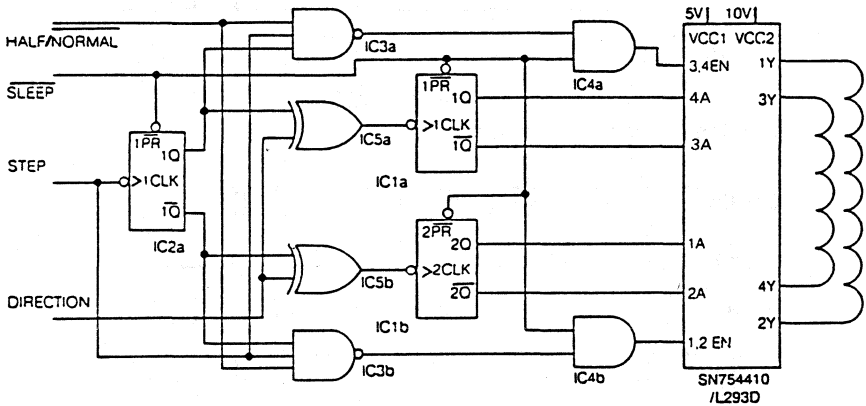 5V 10V
HALF/NORMAL
IC3a
VCC1 VCC2
3,4EN 1Y
SLEEP
IC4a
1PR
1Q 4A 3Y
1PR
1Q
IC5a
>1CLK
1Q 3A
STEP
>1CLK
1Q
IC1a
IC2a
2PR
2Q 1A
>2CLK
IC5b
2Q 2A 4Y
DIRECTION
IC1b
2Y
1,2 EN
IC3b
IC4b
SN754410
/L293D